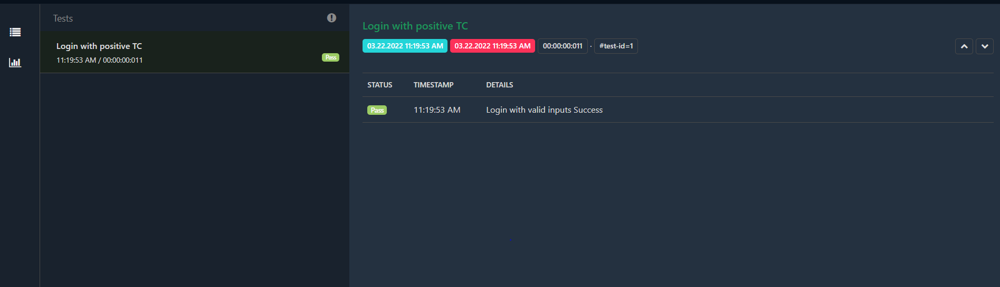 Tests
Login with positive TC
11:19:53 AM / 00:00:00:011
Pass
Login with positive TC
03.22.2022 11:19:53 AM 03.22.2022 11:19:53 AM 00:00:00:011 · #test-id=1
STATUS TIMESTAMP DETAILS
Pass 11:19:53 AM Login with valid inputs Success